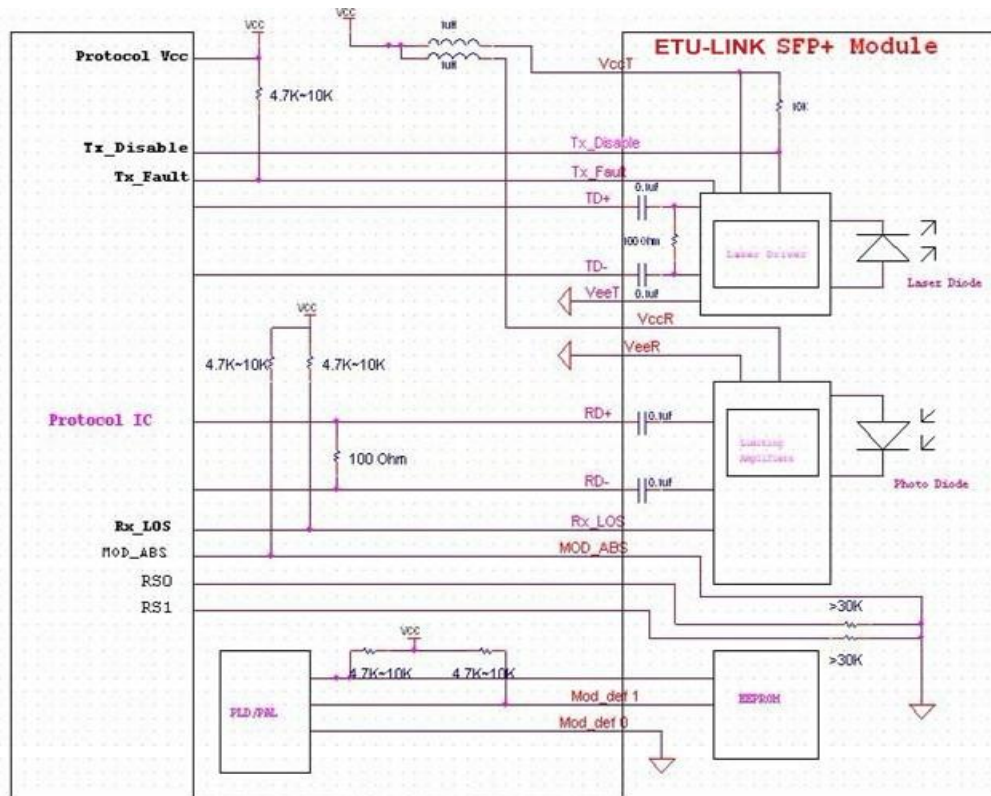 VCC
VCC
1uH
1uH
ETU-LINK SFP+ Module
Protocol Vcc
VccT
4.7K~10K
10K
Tx_Disable
Tx_Disable
Tx_Fault
Tx_Fault
0.1uf
TD+
100 Ohm
Laser Driver
TD-
0.1uf
Laser Diode
VeeT
VCC
VccR
VeeR
4.7K~10K
4.7K~10K
Protocol IC
RD+
0.1uf
Limiting
Amplifiers
100 Ohm
RD-
0.1uf
Photo Diode
Rx_LOS
Rx_LOS
MOD_ABS
MOD_ABS
RS0
RS1
>30K
>30K
VCC
4.7K~10K
4.7K~10K
PLD/PAL
Mod_def 1
EEPROM
Mod_def 0